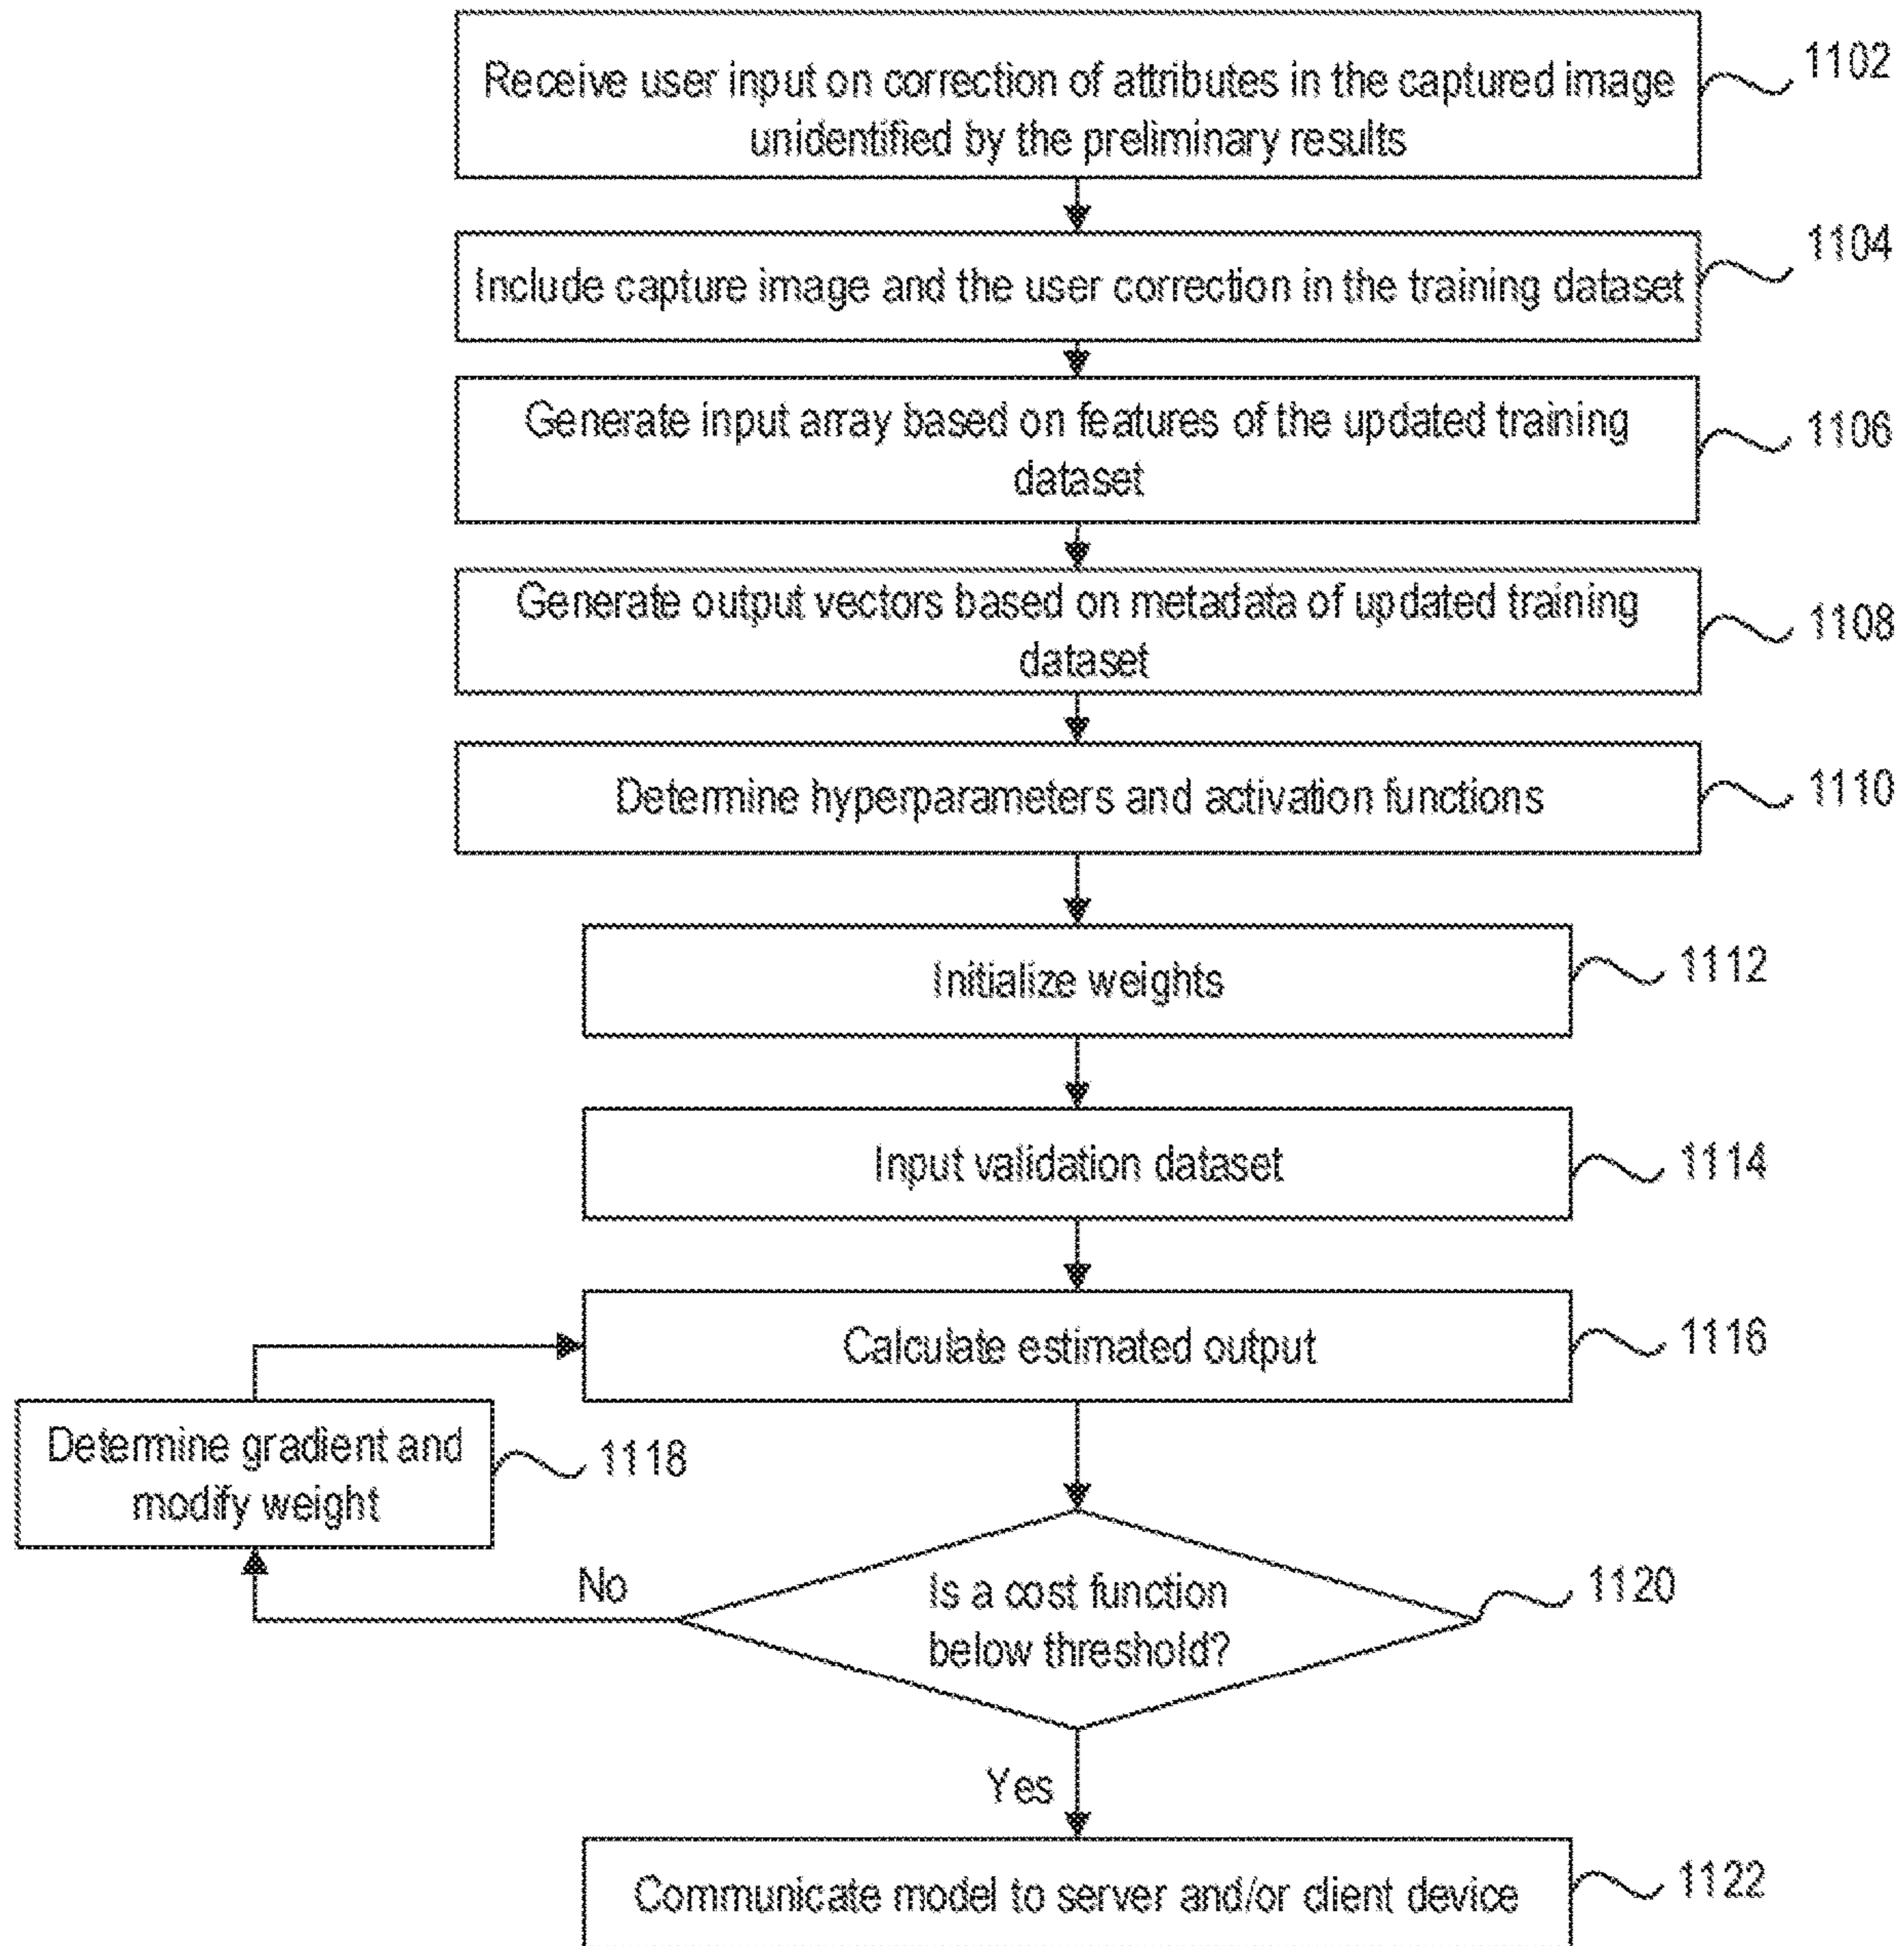 Receive user input on correction of attributes in the captured image
unidentified by the preliminary results
1102
Include capture image and the user correction in the training dataset
1104
Generate input array based on features of the updated training
dataset
1106
Generate output vectors based on metadata of updated training
dataset
1108
Determine hyperparameters and activation functions
1110
Initialize weights
1112
Input validation dataset
1114
Calculate estimated output
1116
Determine gradient and
modify weight
1118
No
Is a cost function
below threshold?
1120
Yes
Communicate model to server and/or client device
1122